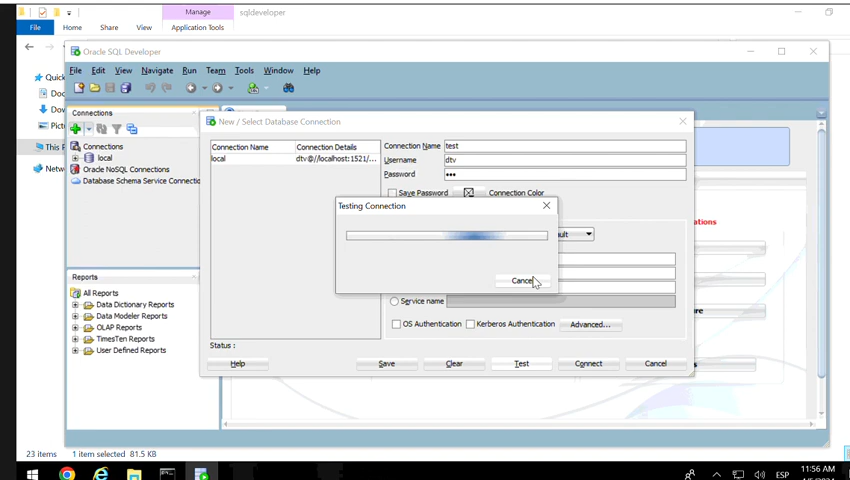 Manage
sqldeveloper
File
Home
Share
View
Application Tools
Quick
This P
Netw
Oracle SQL Developer
File Edit View Navigate Run Team Tools Window Help
Connections
Connections
local
Oracle NoSQL Connections
Database Schema Service Connectio
Reports
All Reports
Data Dictionary Reports
Data Modeler Reports
OLAP Reports
TimesTen Reports
User Defined Reports
New / Select Database Connection
Connection Name Connection Details
local dtv@//localhost:1521/...
Connection Name test
Username dtv
Password •••
Save Password Connection Color
Testing Connection
Cancel
ault
Service name
OS Authentication Kerberos Authentication Advanced...
Status :
Help Save Clear Test Connect Cancel
ations
23 items 1 item selected 81.5 KB
ESP
11:56 AM